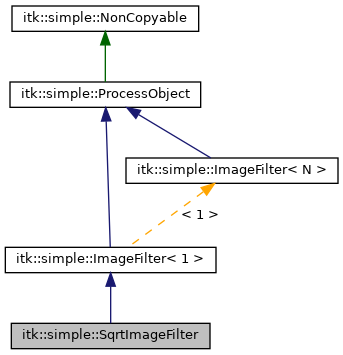 itk::simple::NonCopyable
itk::simple::ProcessObject
itk::simple::ImageFilter< N >
< 1 >
itk::simple::ImageFilter< 1 >
itk::simple::SqrtImageFilter